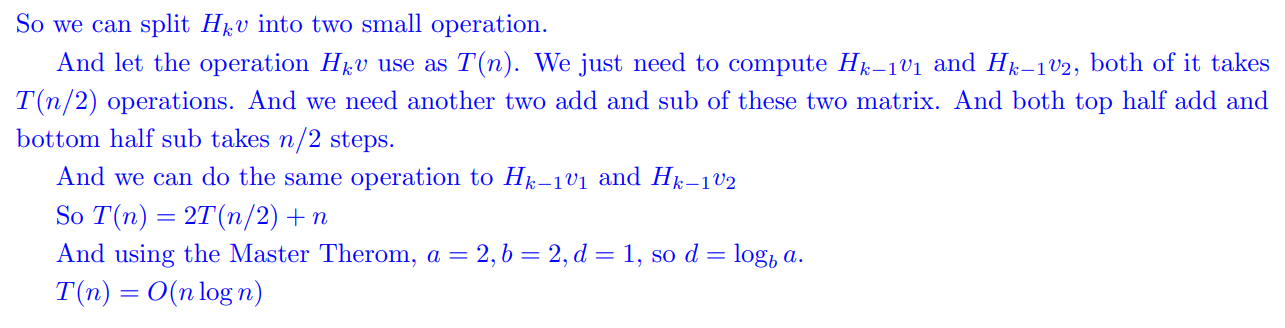 So we can split $H_k v$ into two small operation.
And let the operation $H_k v$ use as $T(n)$. We just need to compute $H_{k-1}v_1$ and $H_{k-1}v_2$, both of it takes
$T(n/2)$ operations. And we need another two add and sub of these two matrix. And both top half add and
bottom half sub takes $n/2$ steps.
And we can do the same operation to $H_{k-1}v_1$ and $H_{k-1}v_2$
So $T(n) = 2T(n/2) + n$
And using the Master Therom, $a = 2, b = 2, d = 1$, so $d = \log_b a$.
$T(n) = O(n \log n)$